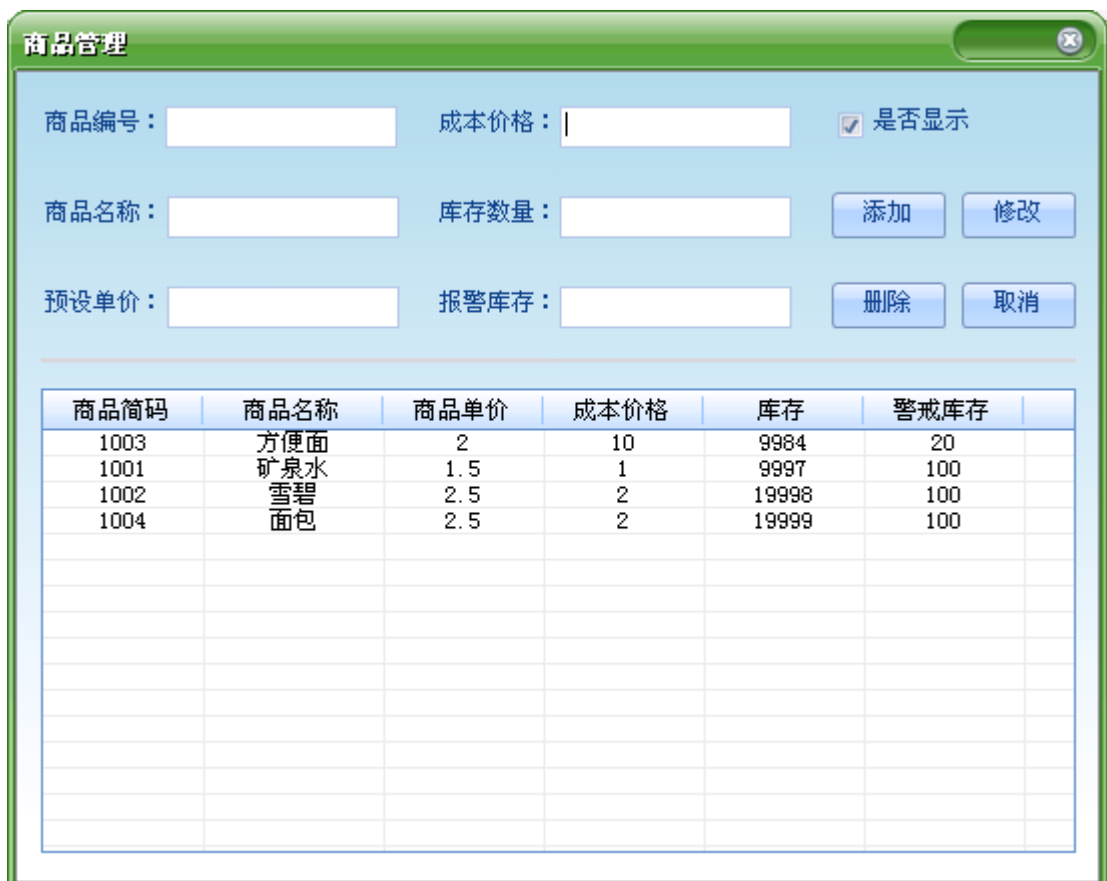 商品管理
商品编号： 成本价格： 是否显示
商品名称： 库存数量： 添加 修改
预设单价： 报警库存： 删除 取消
商品简码 商品名称 商品单价 成本价格 库存 警戒库存
1003 方便面 2 10 9984 20
1001 矿泉水 1.5 1 9997 100
1002 雪碧 2.5 2 19998 100
1004 面包 2.5 2 19999 100